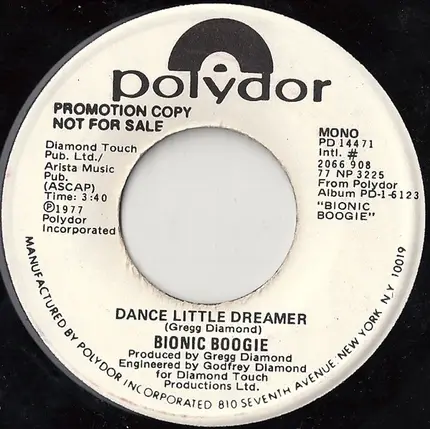 polydor
PROMOTION COPY
NOT FOR SALE
Diamond Touch
Pub. Ltd./
Arista Music
Pub.
(ASCAP)
Time: 3:40
Ⓟ1977
Polydor
Incorporated
MONO
PD 14471
Intl. #
2066 908
77 NP 3225
From Polydor
Album PD-1-6123
"BIONIC
BOOGIE"
DANCE LITTLE DREAMER
(Gregg Diamond)
BIONIC BOOGIE
Produced by Gregg Diamond
Engineered by Godfrey Diamond
for Diamond Touch
Productions Ltd.
MANUFACTURED BY POLYDOR INCORPORATED 810 SEVENTH AVENUE, NEW YORK, N.Y. 10019